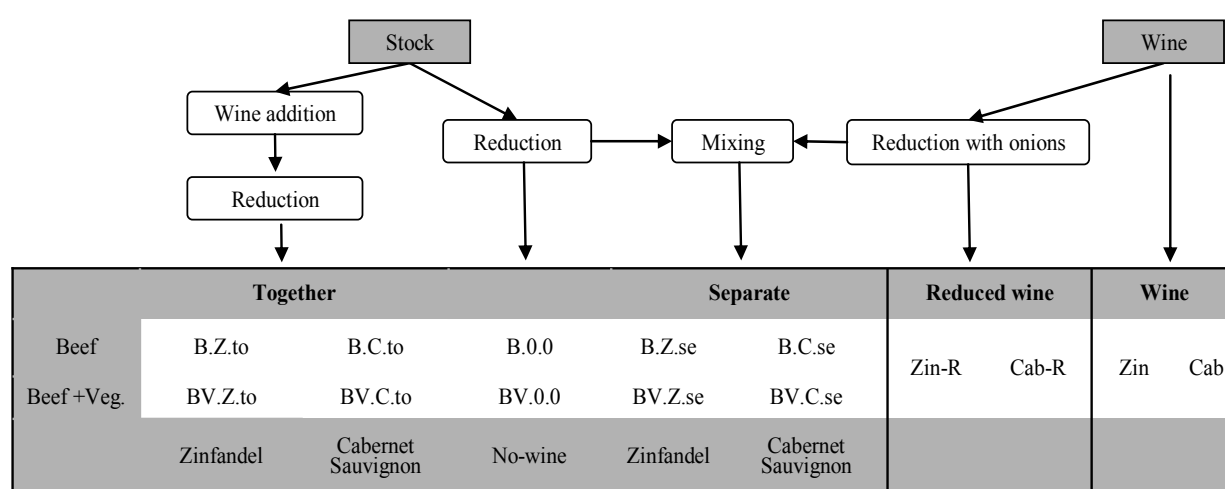 Stock
Wine
Wine addition
Reduction
Mixing
Reduction with onions
Reduction
Together
Separate
Reduced wine
Wine
Beef
B.Z.to
B.C.to
B.0.0
B.Z.se
B.C.se
Zin-R
Cab-R
Zin
Cab
Beef +Veg.
BV.Z.to
BV.C.to
BV.0.0
BV.Z.se
BV.C.se
Zinfandel
Cabernet
Sauvignon
No-wine
Zinfandel
Cabernet
Sauvignon